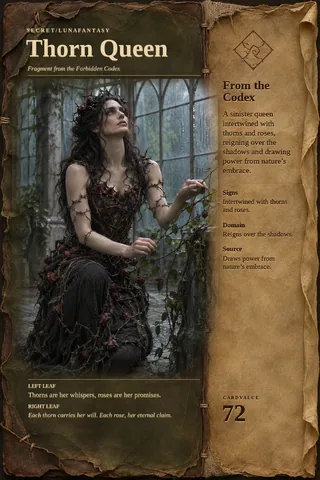 SECRET/LUNAFANTASY
Thorn Queen
Fragment from the Forbidden Codex
From the
Codex
A sinister queen
intertwined with
thorns and roses,
reigning over the
shadows and drawing
power from nature's
embrace.
Signs
Intertwined with thorns
and roses.
Domain
Reigns over the shadows.
Source
Draws power from
nature's embrace.
LEFT LEAF
Thorns are her whispers, roses are her promises.
RIGHT LEAF
Each thorn carries her will. Each rose, her eternal claim.
CARDVALUE
72